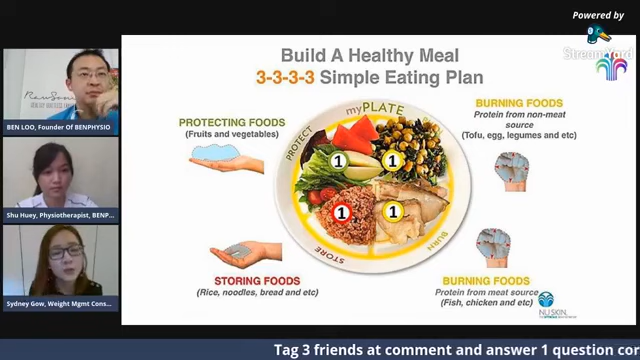 Powered by
StreamYard
Build A Healthy Meal
3-3-3-3 Simple Eating Plan
PROTECTING FOODS
(Fruits and vegetables)
BURNING FOODS
Protein from non-meat
source
(Tofu, egg, legumes and etc)
myPLATE
PROTECT
BURN
STORE
1
1
1
1
STORING FOODS
(Rice, noodles, bread and etc)
BURNING FOODS
Protein from meat source
(Fish, chicken and etc)
NU SKIN
BEN LOO, Founder Of BENPHYSIO
Shu Huey, Physiotherapist, BENP...
Sydney Gow, Weight Mgmt Cons...
Tag 3 friends at comment and answer 1 question cor